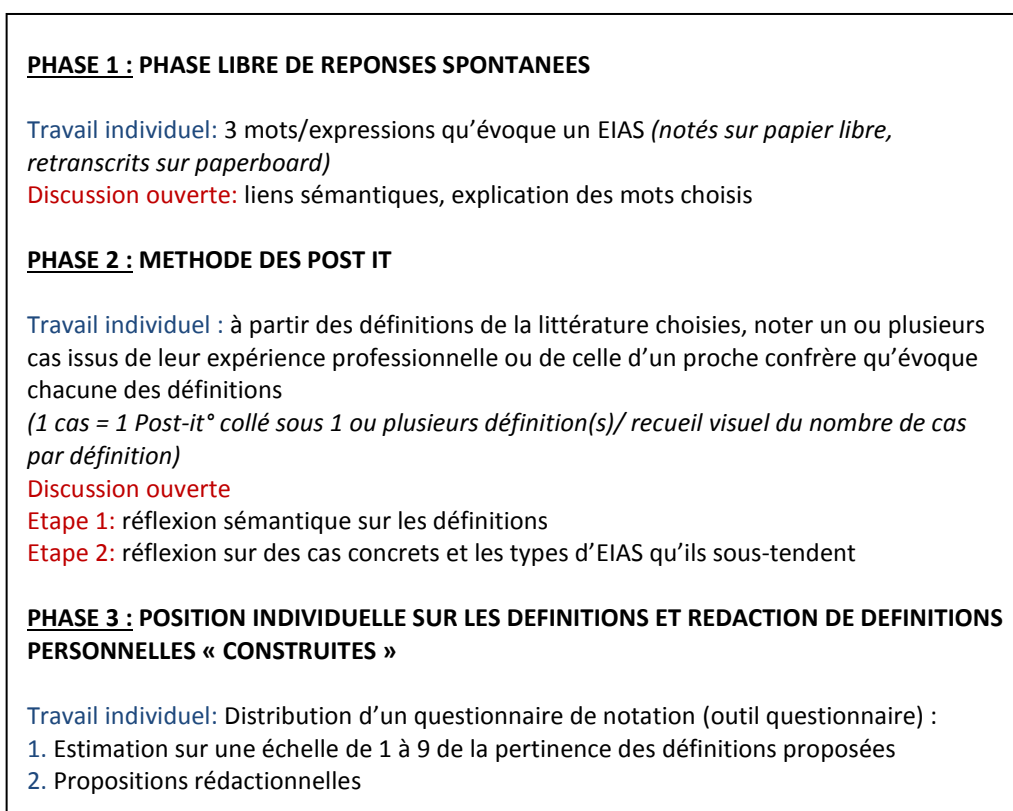 PHASE 1 : PHASE LIBRE DE REPONSES SPONTANEES
Travail individuel: 3 mots/expressions qu’évoque un EIAS (notés sur papier libre,
retranscrits sur paperboard)
Discussion ouverte: liens sémantiques, explication des mots choisis
PHASE 2 : METHODE DES POST IT
Travail individuel : à partir des définitions de la littérature choisies, noter un ou plusieurs
cas issus de leur expérience professionnelle ou de celle d’un proche confrère qu’évoque
chacune des définitions
(1 cas = 1 Post-it° collé sous 1 ou plusieurs définition(s)/ recueil visuel du nombre de cas
par définition)
Discussion ouverte
Etape 1: réflexion sémantique sur les définitions
Etape 2: réflexion sur des cas concrets et les types d’EIAS qu’ils sous-tendent
PHASE 3 : POSITION INDIVIDUELLE SUR LES DEFINITIONS ET REDACTION DE DEFINITIONS
PERSONNELLES « CONSTRUITES »
Travail individuel: Distribution d’un questionnaire de notation (outil questionnaire) :
1. Estimation sur une échelle de 1 à 9 de la pertinence des définitions proposées
2. Propositions rédactionnelles